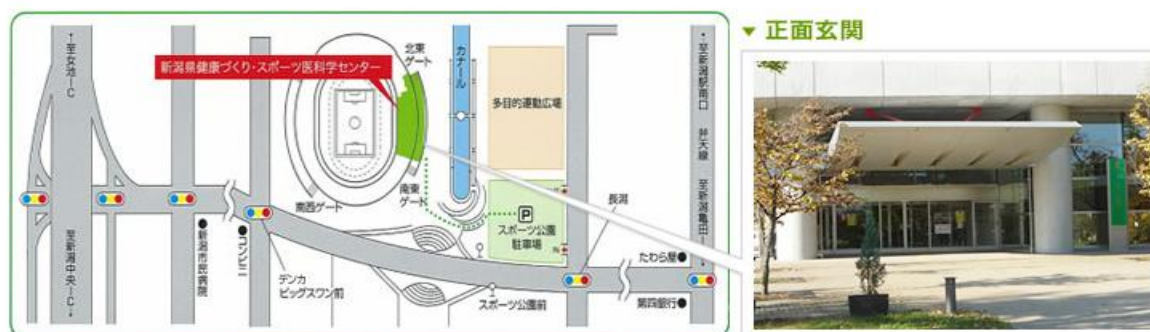 ▼ 正面玄関
新潟県健康づくり・スポーツ医科学センター
北東
ゲート
カナール
多目的運動広場
南東
ゲート
南西ゲート
P
スポーツ公園
駐車場
長潟
至女池IC
至新潟中央IC
新潟市民病院
コンビニ
デンカ
ビッグスワン前
スポーツ公園前
たわら屋
第四銀行
至新潟駅南口
弁天線
至新潟亀田IC